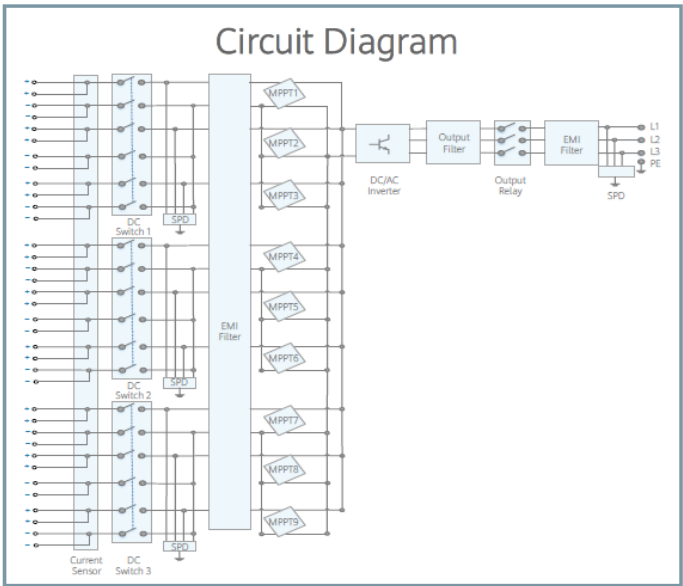 Circuit Diagram
MPPT1
MPPT2
MPPT3
SPD
DC
Switch 1
MPPT4
MPPT5
MPPT6
SPD
DC
Switch 2
EMI
Filter
MPPT7
MPPT8
MPPT9
SPD
Current
Sensor
DC
Switch 3
DC/AC
Inverter
Output
Filter
Output
Relay
EMI
Filter
L1
L2
L3
PE
SPD